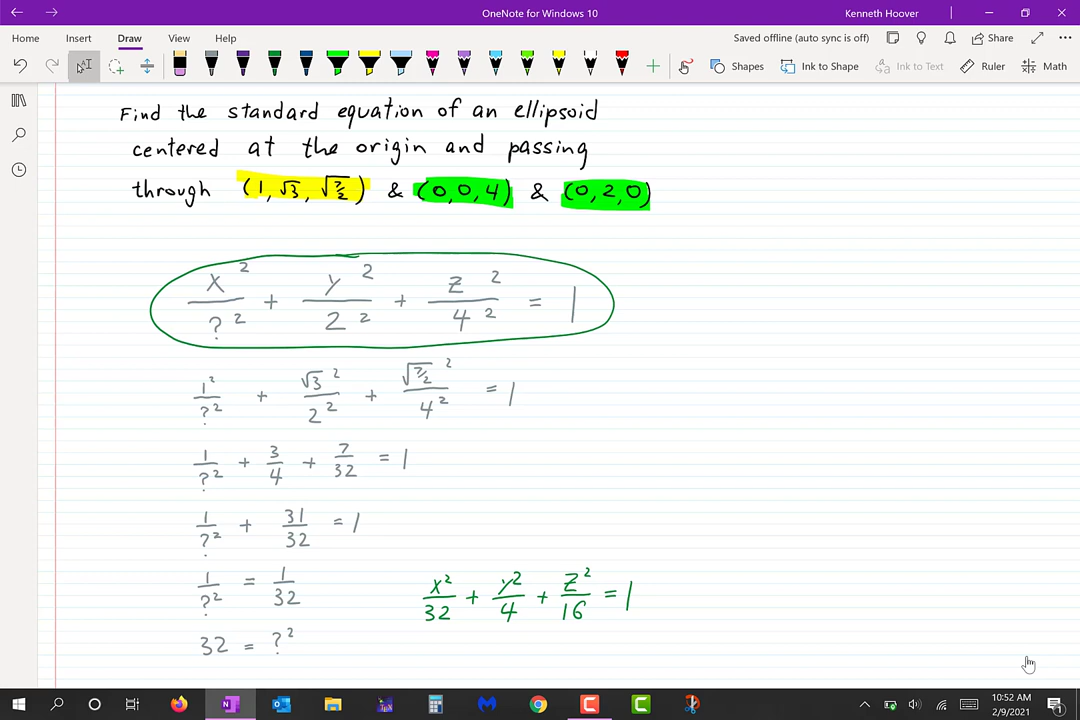 OneNote for Windows 10
Kenneth Hoover
Home Insert Draw View Help
Saved offline (auto sync is off) Share
Shapes Ink to Shape Ink to Text Ruler Math
Find the standard equation of an ellipsoid
centered at the origin and passing
through (1, √3, √7/2) & (0, 0, 4) & (0, 2, 0)
x²/?² + y²/2² + z²/4² = 1
1²/?² + √3²/2² + √7/2²/4² = 1
1/?² + 3/4 + 7/32 = 1
1/?² + 31/32 = 1
1/?² = 1/32
x²/32 + y²/4 + z²/16 = 1
32 = ?²
10:52 AM
2/9/2021